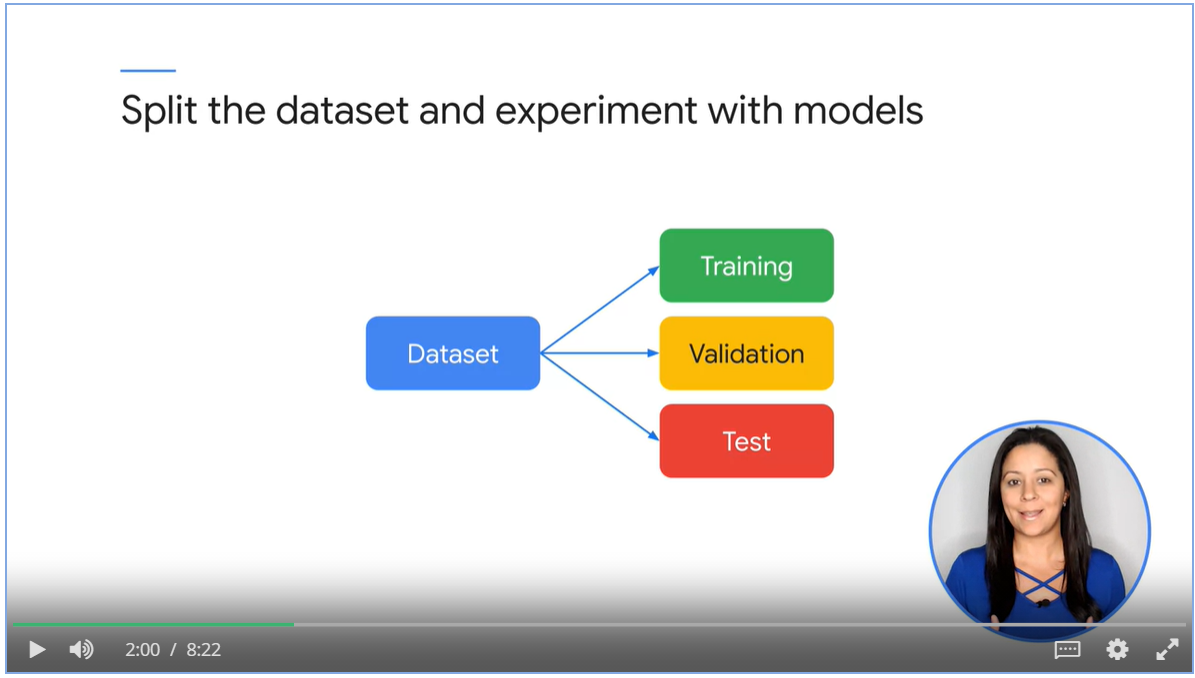 Split the dataset and experiment with models
Training
Dataset
Validation
Test
2:00 / 8:22